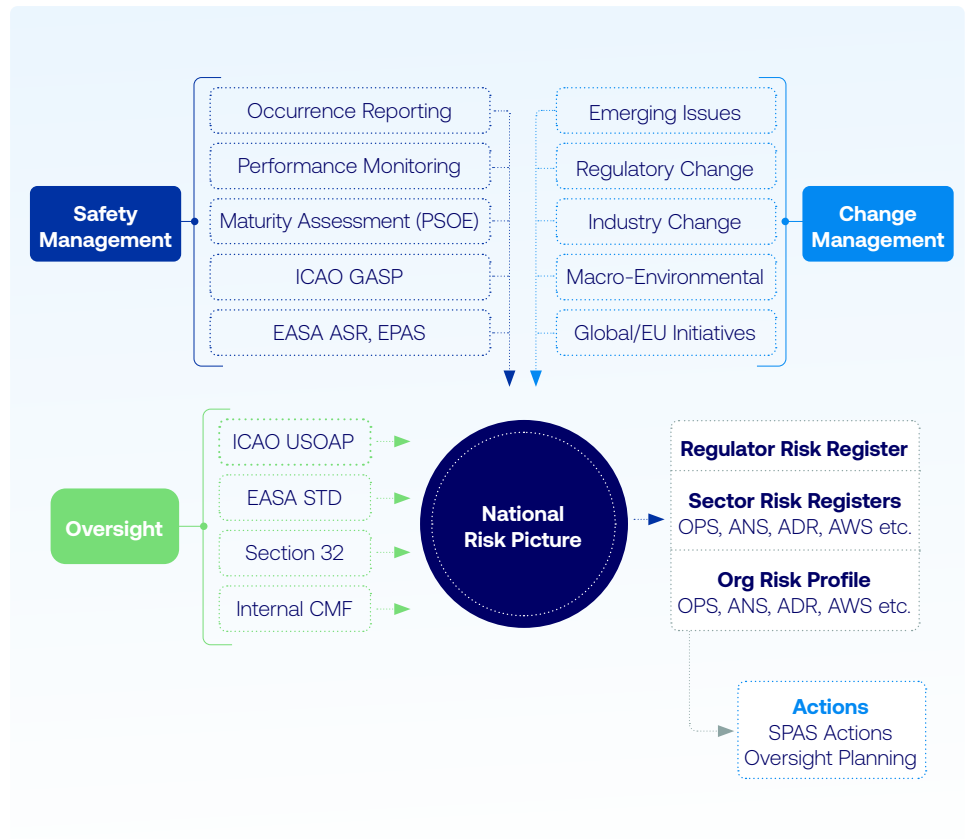 Safety
Management
Occurrence Reporting
Performance Monitoring
Maturity Assessment (PSOE)
ICAO GASP
EASA ASR, EPAS
Emerging Issues
Regulatory Change
Industry Change
Macro-Environmental
Global/EU Initiatives
Change
Management
Oversight
ICAO USOAP
EASA STD
Section 32
Internal CMF
National
Risk Picture
Regulator Risk Register
Sector Risk Registers
OPS, ANS, ADR, AWS etc.
Org Risk Profile
OPS, ANS, ADR, AWS etc.
Actions
SPAS Actions
Oversight Planning